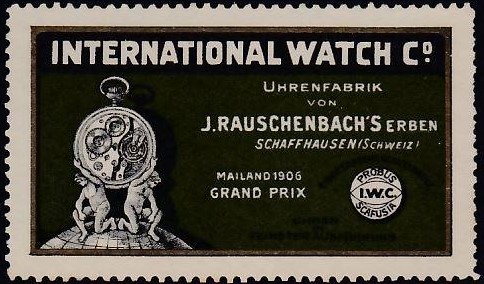 INTERNATIONAL WATCH Co.
UHRENFABRIK
VON
J. RAUSCHENBACH'S ERBEN
SCHAFFHAUSEN (SCHWEIZ)
MAILAND 1906
GRAND PRIX
PROBUS
I.W.C.
SCAFUSIA